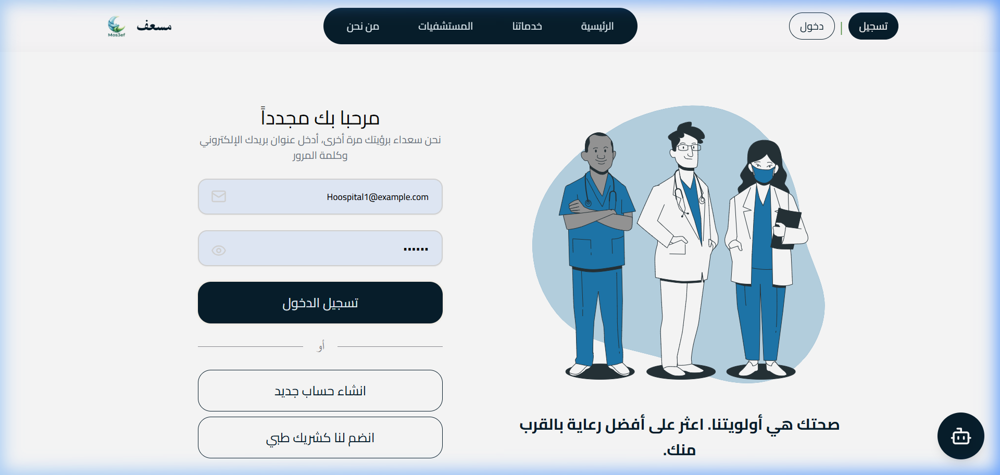 تسجيل
|
دخول
الرئيسية
خدماتنا
المستشفيات
من نحن
مسعف
Mos3ef
مرحبا بك مجدداً
نحن سعداء برؤيتك مرة أخرى، أدخل عنوان بريدك الإلكتروني
وكلمة المرور
Hoospital1@example.com
••••••
تسجيل الدخول
أو
انشاء حساب جديد
انضم لنا كشريك طبي
صحتك هي أولويتنا. اعثر على أفضل رعاية بالقرب
منك.